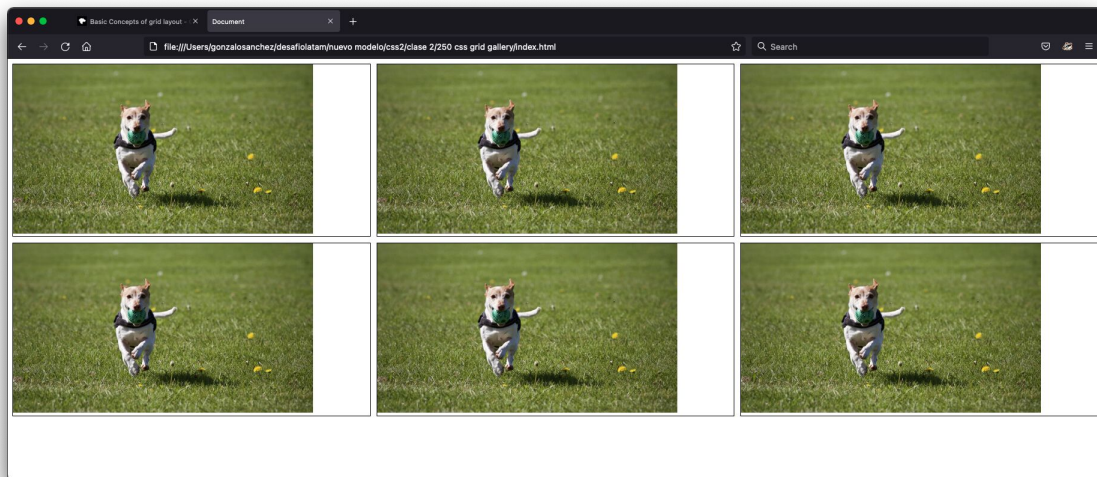 Basic Concepts of grid layout -
Document
file:///Users/gonzalosanchez/desafiolatam/nuevo modelo/css2/clase 2/250 css grid gallery/index.html
Search